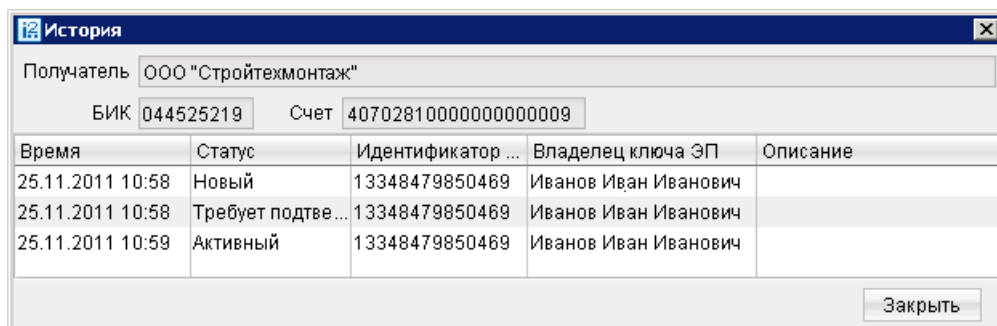 История
Получатель ООО "Стройтехмонтаж"
БИК 044525219 Счет 40702810000000000009
Время Статус Идентификатор ... Владелец ключа ЭП Описание
25.11.2011 10:58 Новый 13348479850469 Иванов Иван Иванович
25.11.2011 10:58 Требует подтве... 13348479850469 Иванов Иван Иванович
25.11.2011 10:59 Активный 13348479850469 Иванов Иван Иванович
Закрыть